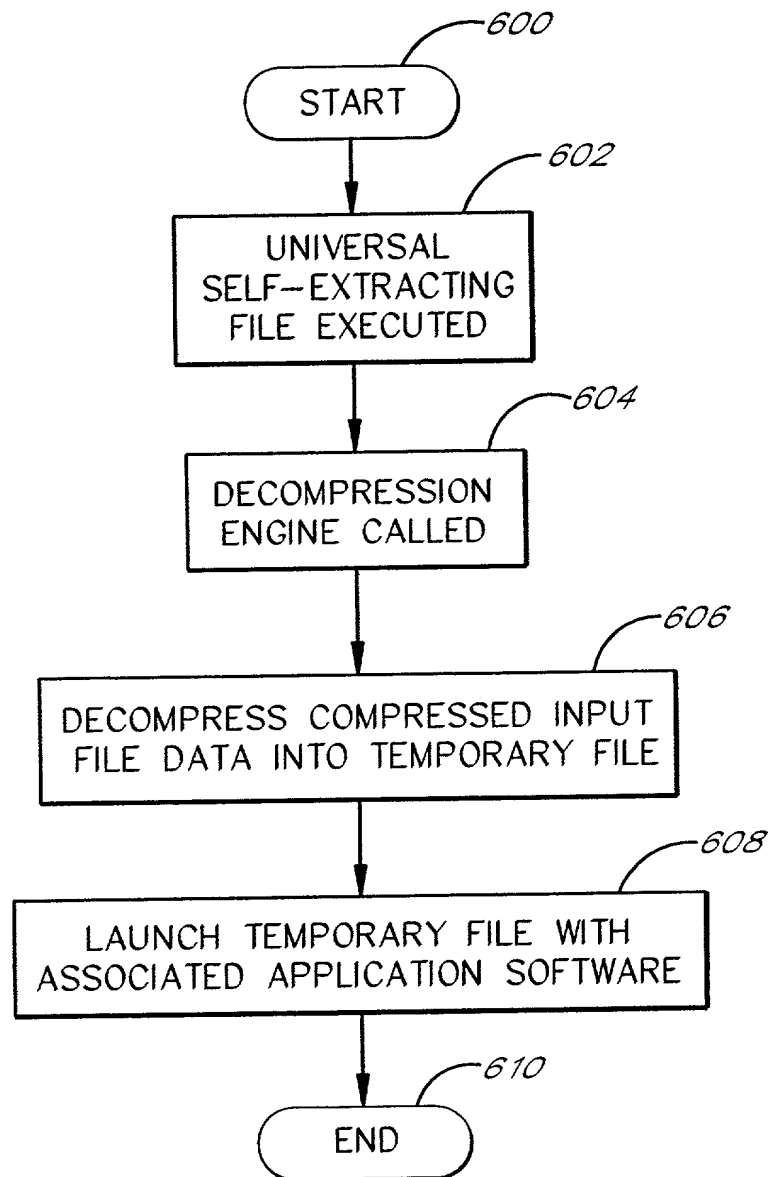 600
START
602
UNIVERSAL
SELF-EXTRACTING
FILE EXECUTED
604
DECOMPRESSION
ENGINE CALLED
606
DECOMPRESS COMPRESSED INPUT
FILE DATA INTO TEMPORARY FILE
608
LAUNCH TEMPORARY FILE WITH
ASSOCIATED APPLICATION SOFTWARE
610
END